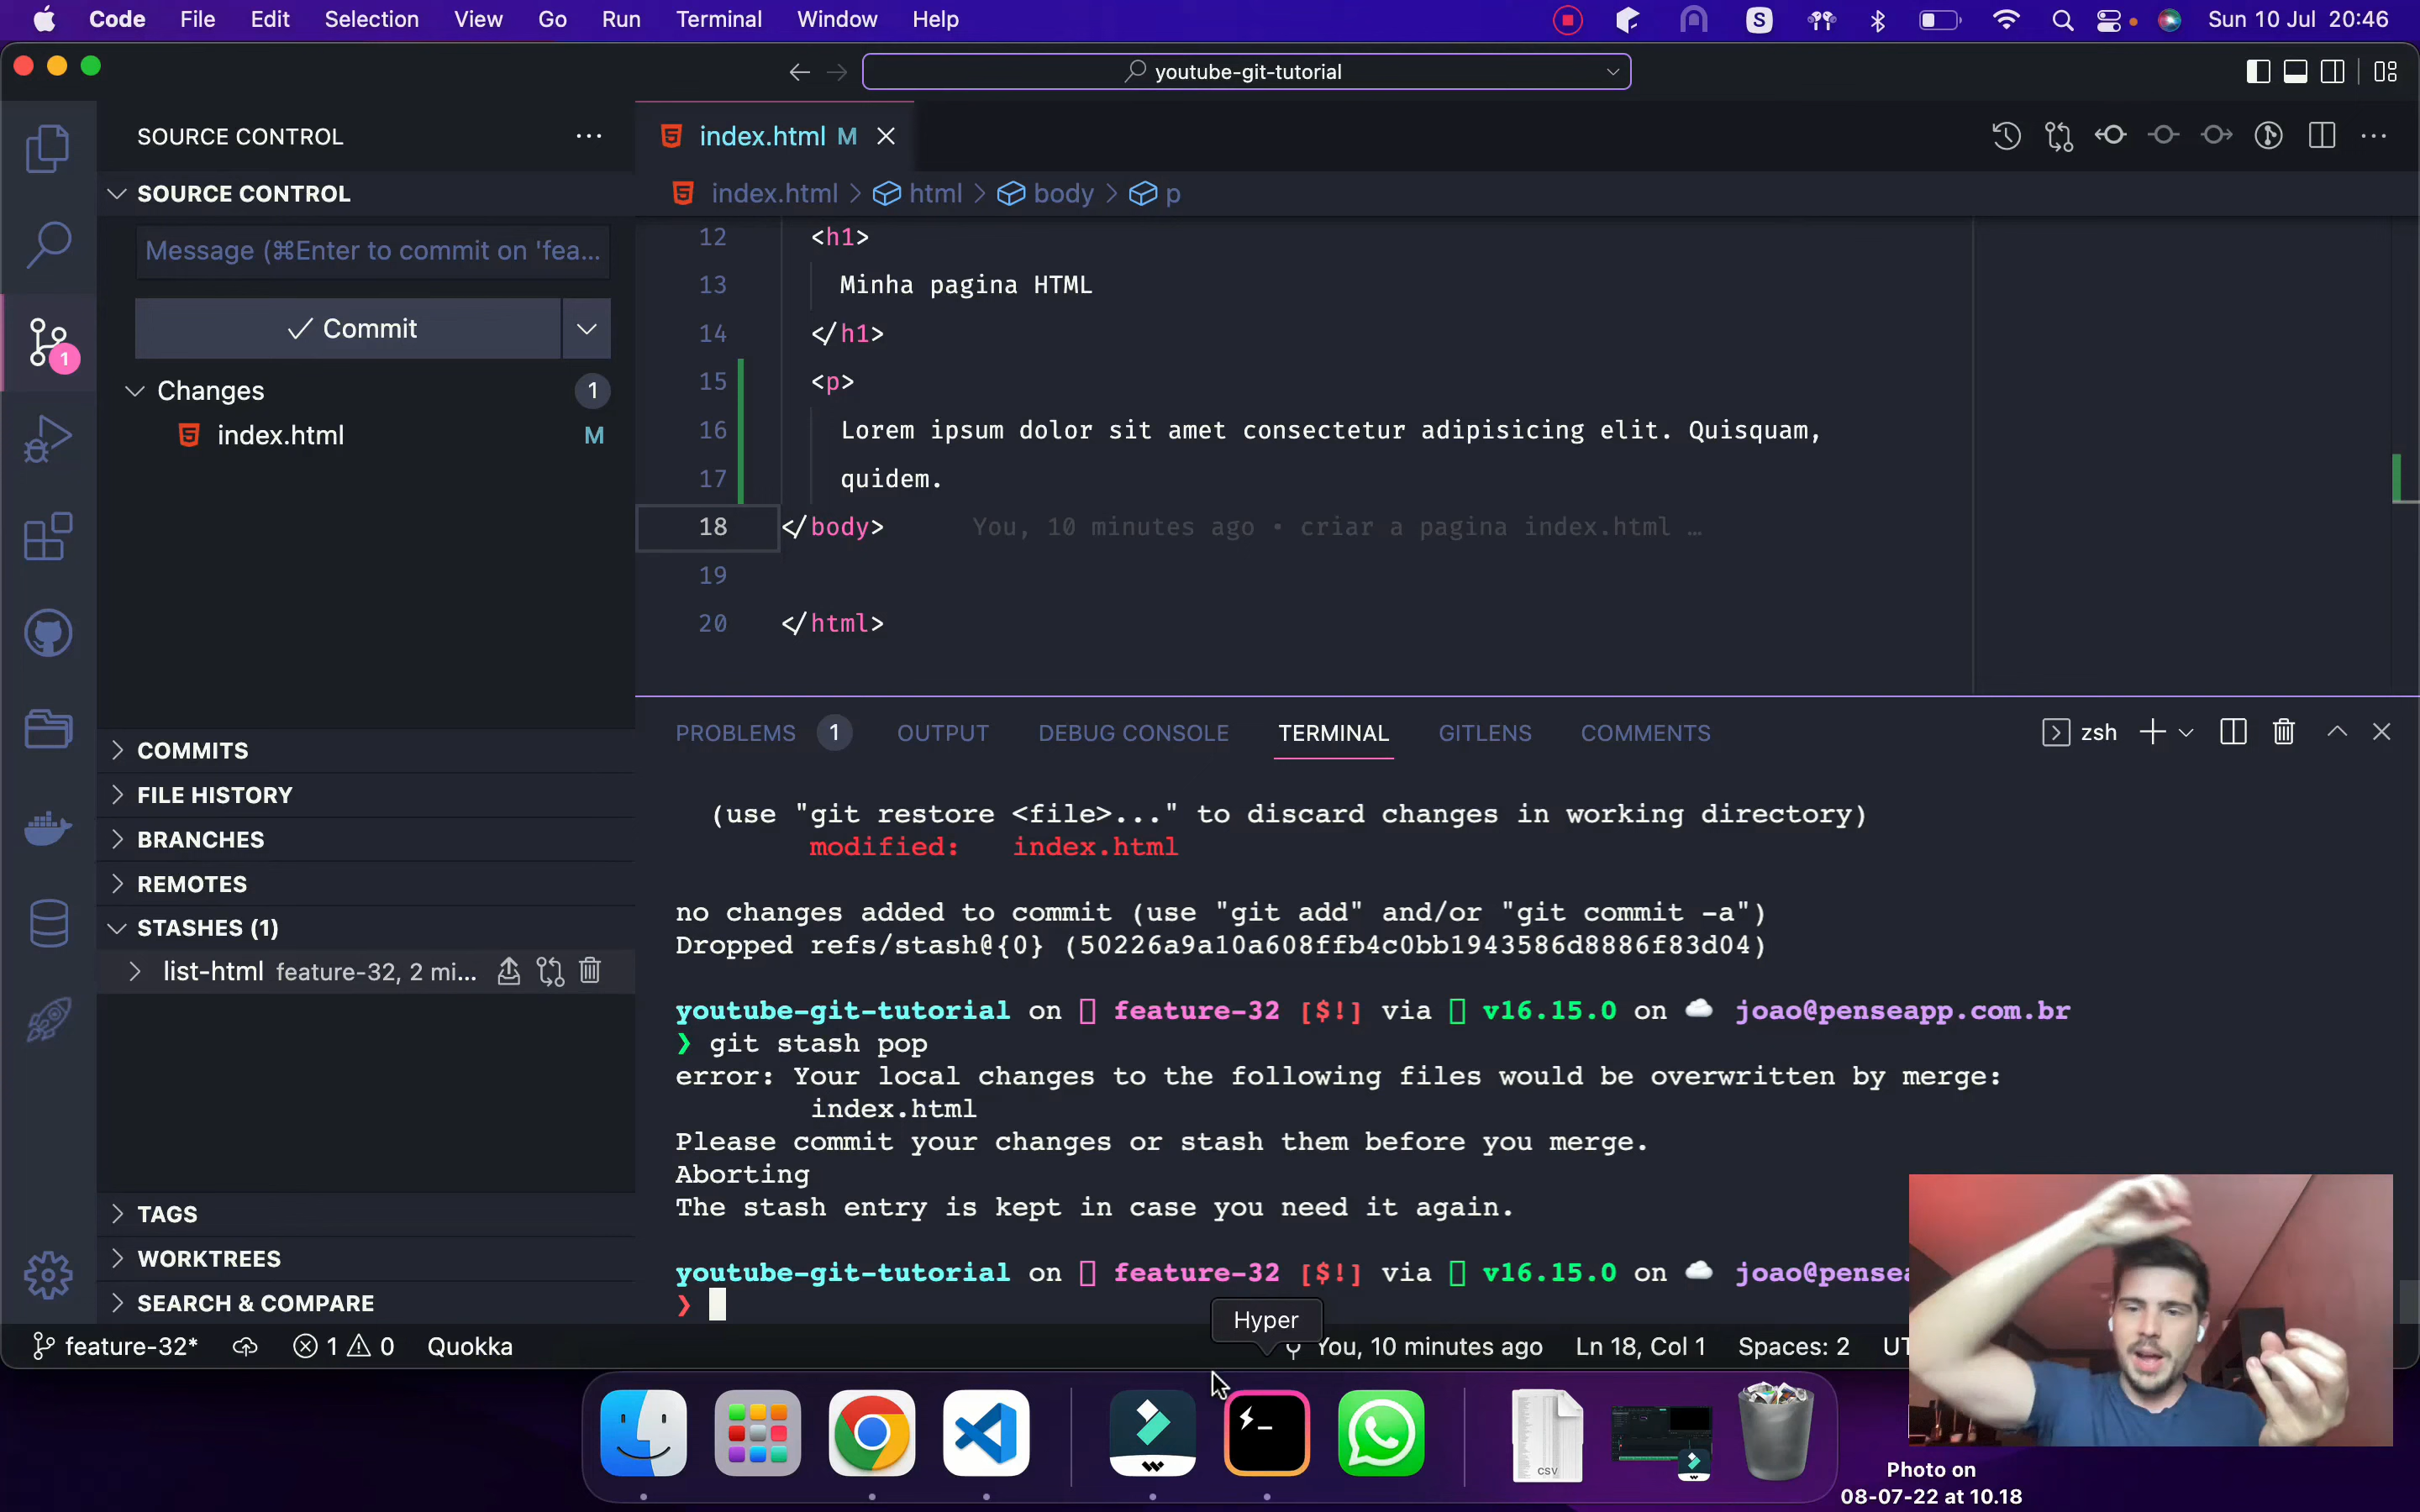 Code File Edit Selection View Go Run Terminal Window Help
Sun 10 Jul 20:46
youtube-git-tutorial
SOURCE CONTROL
SOURCE CONTROL
Message (⌘Enter to commit on 'fea...
Commit
Changes 1
index.html M
1
COMMITS
FILE HISTORY
BRANCHES
REMOTES
STASHES (1)
list-html feature-32, 2 mi...
TAGS
WORKTREES
SEARCH & COMPARE
index.html M
index.html > html > body > p
12 <h1>
13 Minha pagina HTML
14 </h1>
15 <p>
16 Lorem ipsum dolor sit amet consectetur adipisicing elit. Quisquam,
17 quidem.
18 </body> You, 10 minutes ago • criar a pagina index.html …
19
20 </html>
PROBLEMS 1 OUTPUT DEBUG CONSOLE TERMINAL GITLENS COMMENTS
zsh
(use "git restore <file>..." to discard changes in working directory)
modified: index.html
no changes added to commit (use "git add" and/or "git commit -a")
Dropped refs/stash@{0} (50226a9a10a608ffb4c0bb1943586d8886f83d04)
youtube-git-tutorial on feature-32 [$!] via v16.15.0 on joao@penseapp.com.br
❯ git stash pop
error: Your local changes to the following files would be overwritten by merge:
index.html
Please commit your changes or stash them before you merge.
Aborting
The stash entry is kept in case you need it again.
youtube-git-tutorial on feature-32 [$!] via v16.15.0 on joao@pensea
❯
Hyper
feature-32* 1 0 Quokka
You, 10 minutes ago Ln 18, Col 1 Spaces: 2 UT
CSV
Photo on
08-07-22 at 10.18